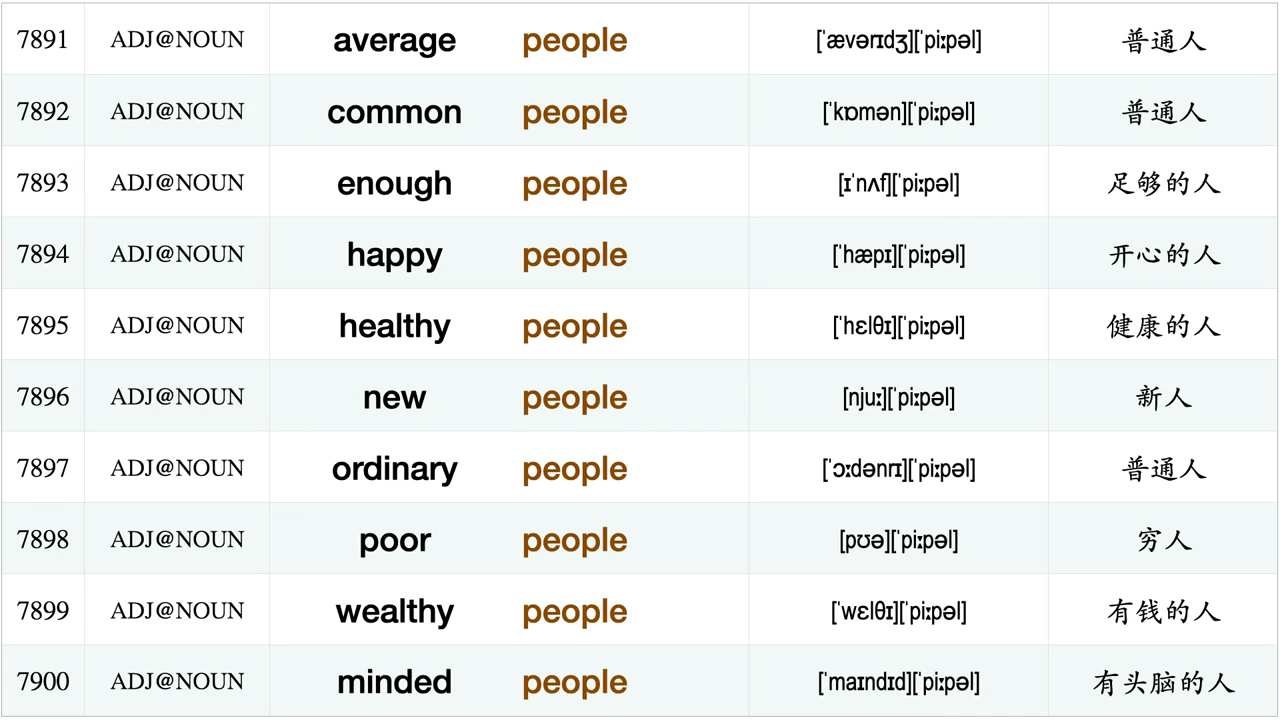 7891 ADJ@NOUN average people [ˈævərɪdʒ][ˈpiːpəl] 普通人
7892 ADJ@NOUN common people [ˈkɒmən][ˈpiːpəl] 普通人
7893 ADJ@NOUN enough people [ɪˈnʌf][ˈpiːpəl] 足够的人
7894 ADJ@NOUN happy people [ˈhæpɪ][ˈpiːpəl] 开心的人
7895 ADJ@NOUN healthy people [ˈhɛlθɪ][ˈpiːpəl] 健康的人
7896 ADJ@NOUN new people [njuː][ˈpiːpəl] 新人
7897 ADJ@NOUN ordinary people [ˈɔːdənrɪ][ˈpiːpəl] 普通人
7898 ADJ@NOUN poor people [pʊə][ˈpiːpəl] 穷人
7899 ADJ@NOUN wealthy people [ˈwɛlθɪ][ˈpiːpəl] 有钱的人
7900 ADJ@NOUN minded people [ˈmaɪndɪd][ˈpiːpəl] 有头脑的人